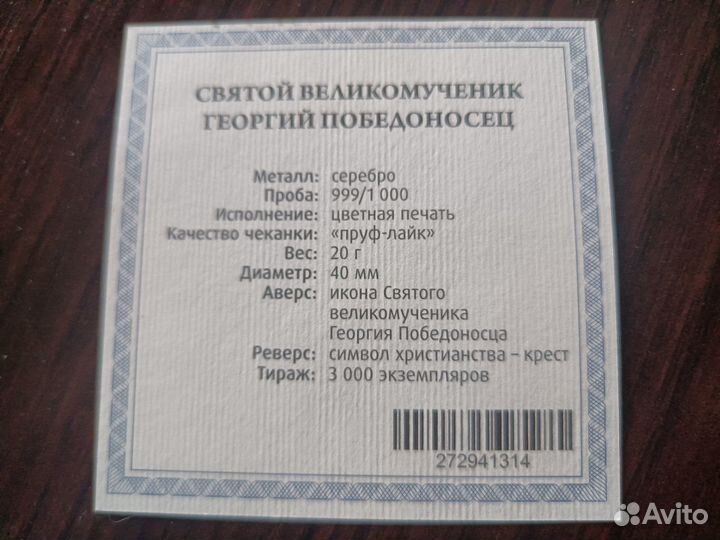 СВЯТОЙ ВЕЛИКОМУЧЕНИК
ГЕОРГИЙ ПОБЕДОНОСЕЦ
Металл: серебро
Проба: 999/1 000
Исполнение: цветная печать
Качество чеканки: «пруф-лайк»
Вес: 20 г
Диаметр: 40 мм
Аверс: икона Святого
великомученика
Георгия Победоносца
Реверс: символ христианства – крест
Тираж: 3 000 экземпляров
272941314
Avito